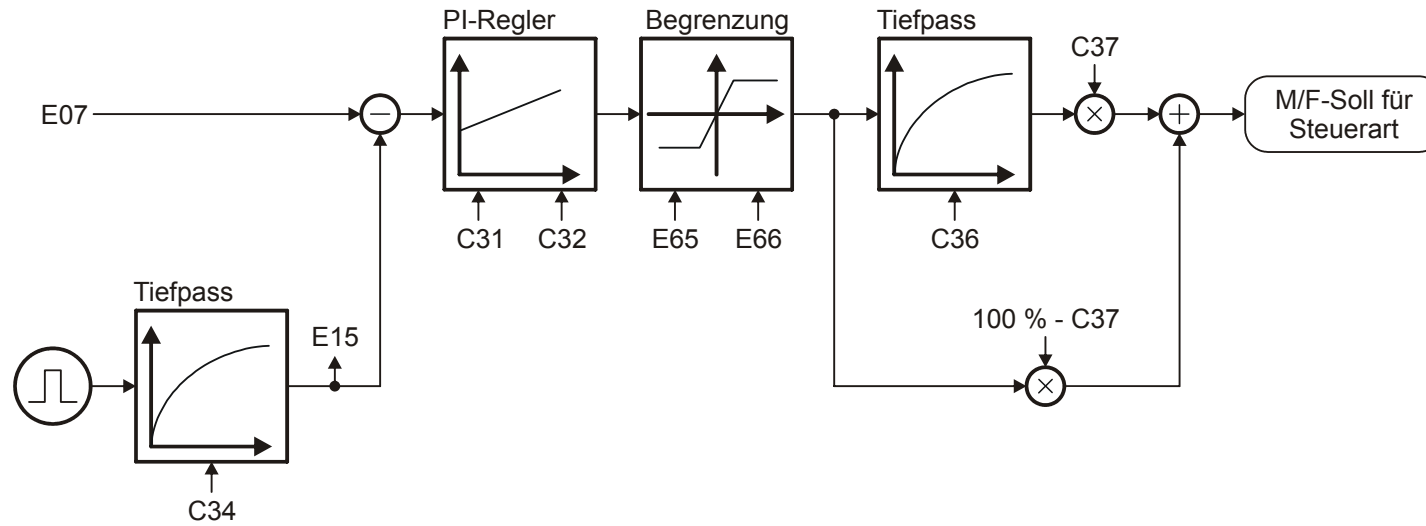 PI-Regler
Begrenzung
Tiefpass
C37
E07
M/F-Soll für
Steuerart
C31
C32
E65
E66
C36
Tiefpass
E15
100 % - C37
C34